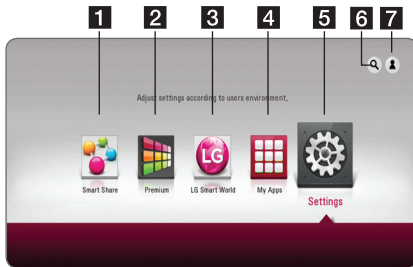 1 2 3 4 5 6 7
Adjust settings according to users environment.
LG
Smart Share Premium LG Smart World My Apps Settings